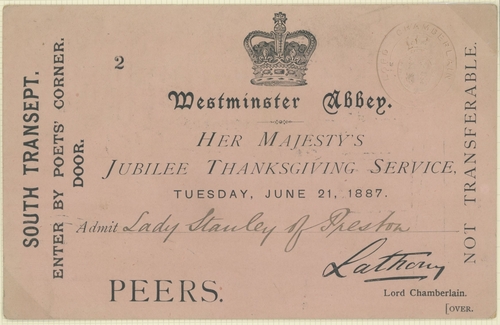 SOUTH TRANSEPT.
ENTER BY POETS' CORNER.
DOOR.
2
Westminster Abbey.
HER MAJESTY'S
JUBILEE THANKSGIVING SERVICE,
TUESDAY, JUNE 21, 1887.
Admit Lady Stanley of Preston
Lathom
PEERS.
Lord Chamberlain.
[OVER.
NOT TRANSFERABLE.